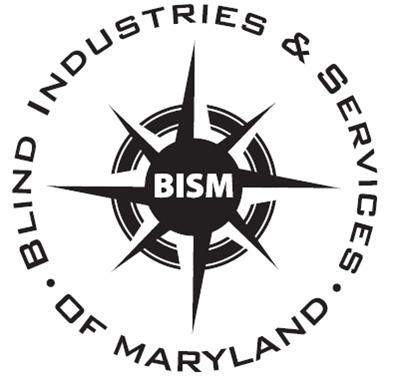 BLIND INDUSTRIES & SERVICES
• OF MARYLAND •
BISM